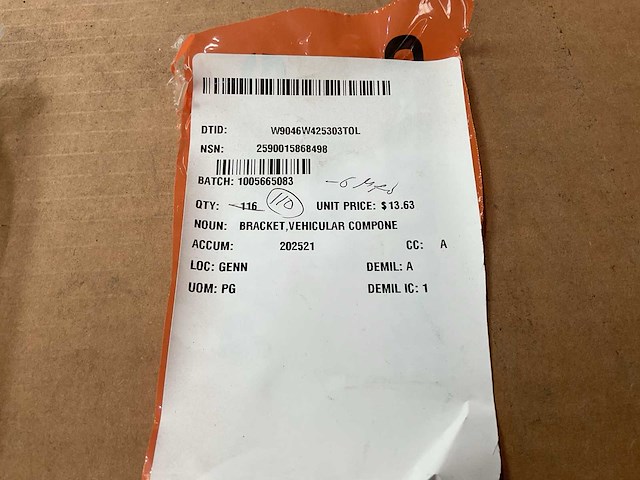 DTID: W9046W425303TOL
NSN: 2590015868498
BATCH: 1005665083 -6
QTY: 116 110 UNIT PRICE: $13.63
NOUN: BRACKET,VEHICULAR COMPONE
ACCUM: 202521 CC: A
LOC: GENN DEMIL: A
UOM: PG DEMIL IC: 1